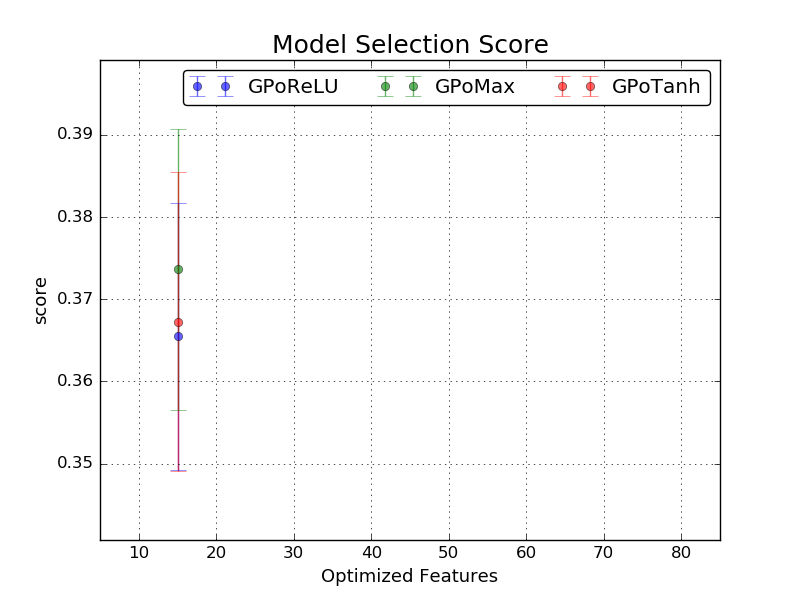 Model Selection Score
GPoReLU GPoMax GPoTanh
0.39
0.38
0.37
0.36
0.35
score
10 20 30 40 50 60 70 80
Optimized Features